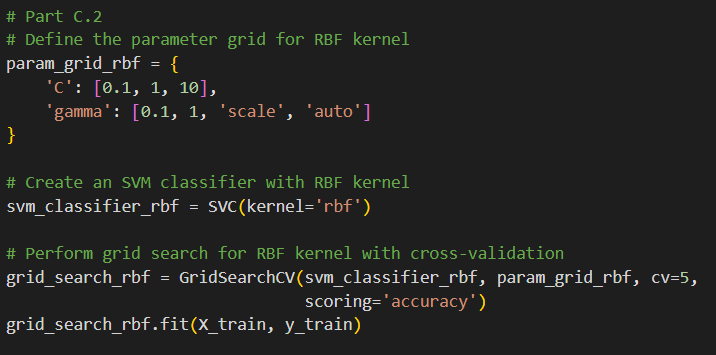 # Part C.2
# Define the parameter grid for RBF kernel
param_grid_rbf = {
    'C': [0.1, 1, 10],
    'gamma': [0.1, 1, 'scale', 'auto']
}
# Create an SVM classifier with RBF kernel
svm_classifier_rbf = SVC(kernel='rbf')
# Perform grid search for RBF kernel with cross-validation
grid_search_rbf = GridSearchCV(svm_classifier_rbf, param_grid_rbf, cv=5,
                               scoring='accuracy')
grid_search_rbf.fit(X_train, y_train)